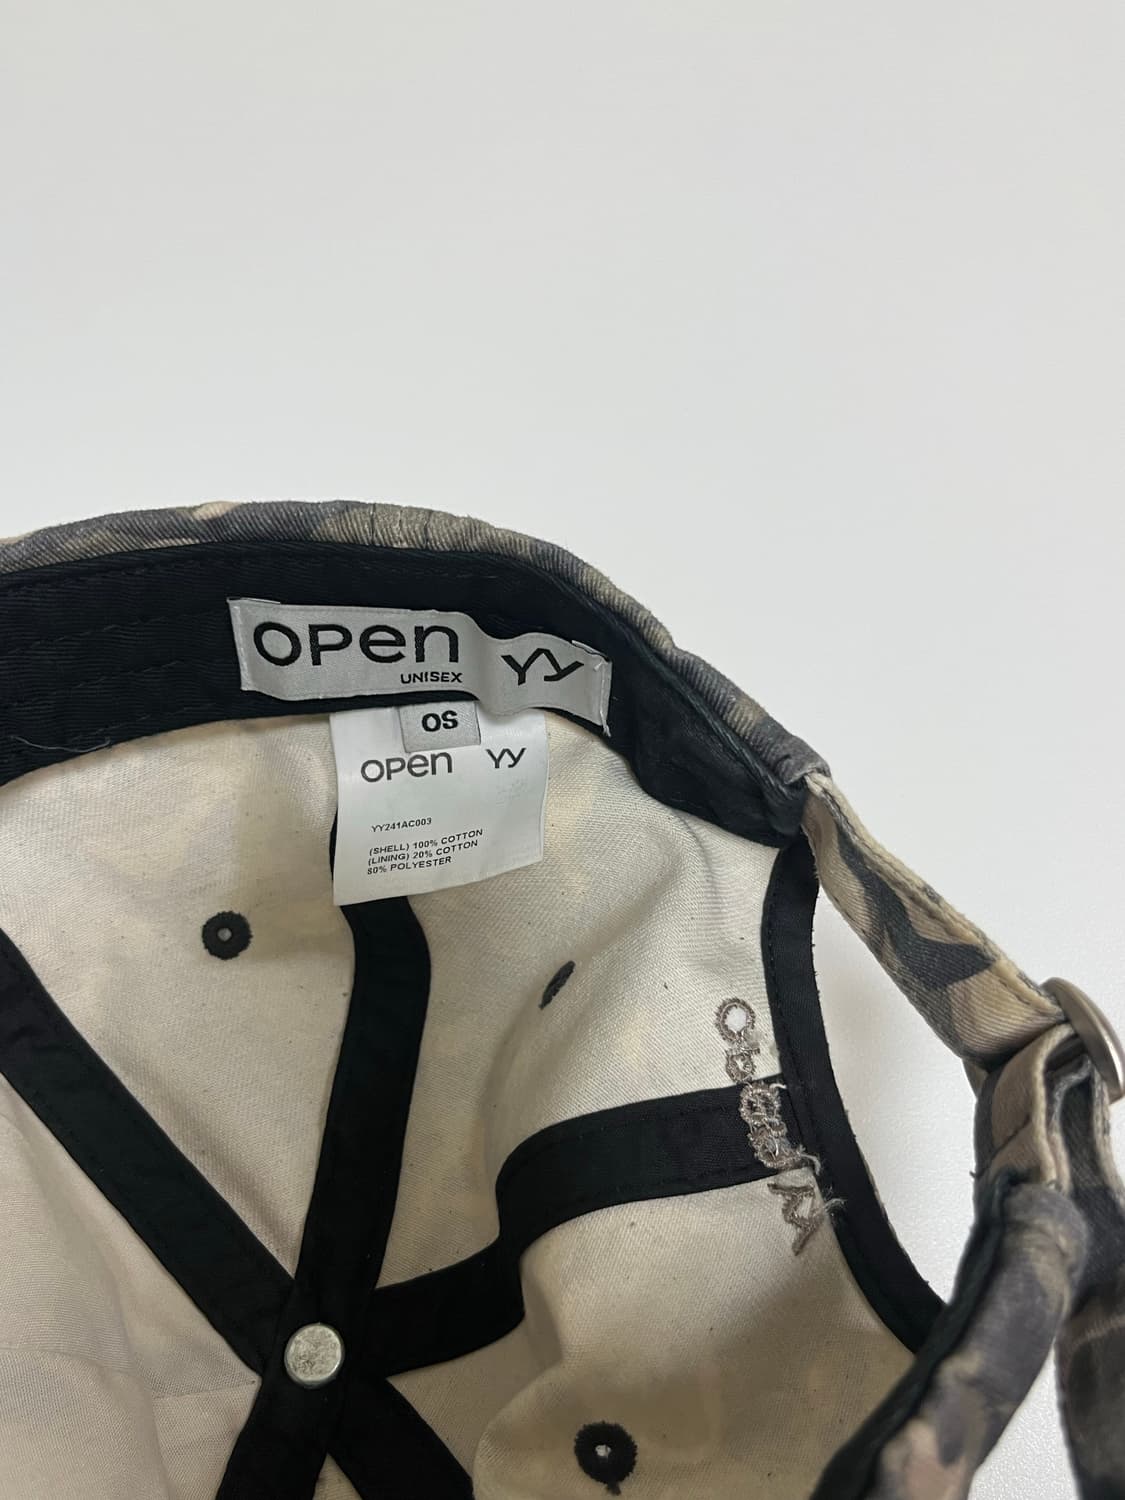 open YY
UNISEX
OS
open YY
YY241AC003
(SHELL) 100% COTTON
(LINING) 20% COTTON
80% POLYESTER